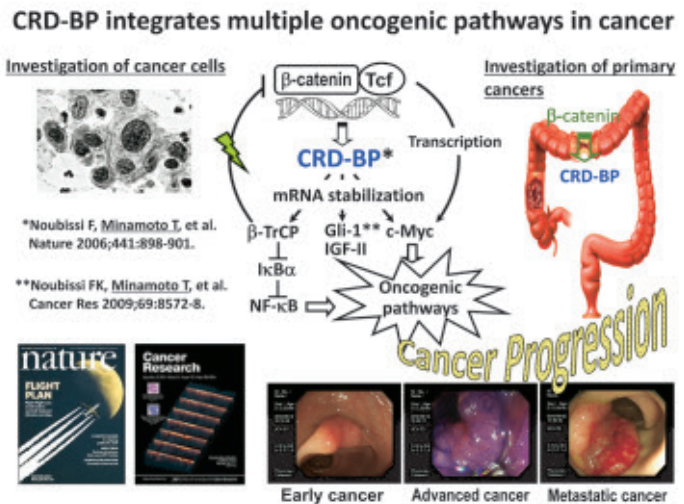 CRD-BP integrates multiple oncogenic pathways in cancer
Investigation of cancer cells
β-catenin Tcf
Investigation of primary
cancers
β-catenin
CRD-BP
CRD-BP*
Transcription
mRNA stabilization
β-TrCP
Gli-1** c-Myc
IGF-II
IκBα
NF-κB
Oncogenic
pathways
*Noubissi F, Minamoto T, et al.
Nature 2006;441:898-901.
**Noubissi FK, Minamoto T, et al.
Cancer Res 2009;69:8572-8.
Cancer Progression
nature
FLIGHT
PLAN
Cancer
Research
Early cancer
Advanced cancer
Metastatic cancer